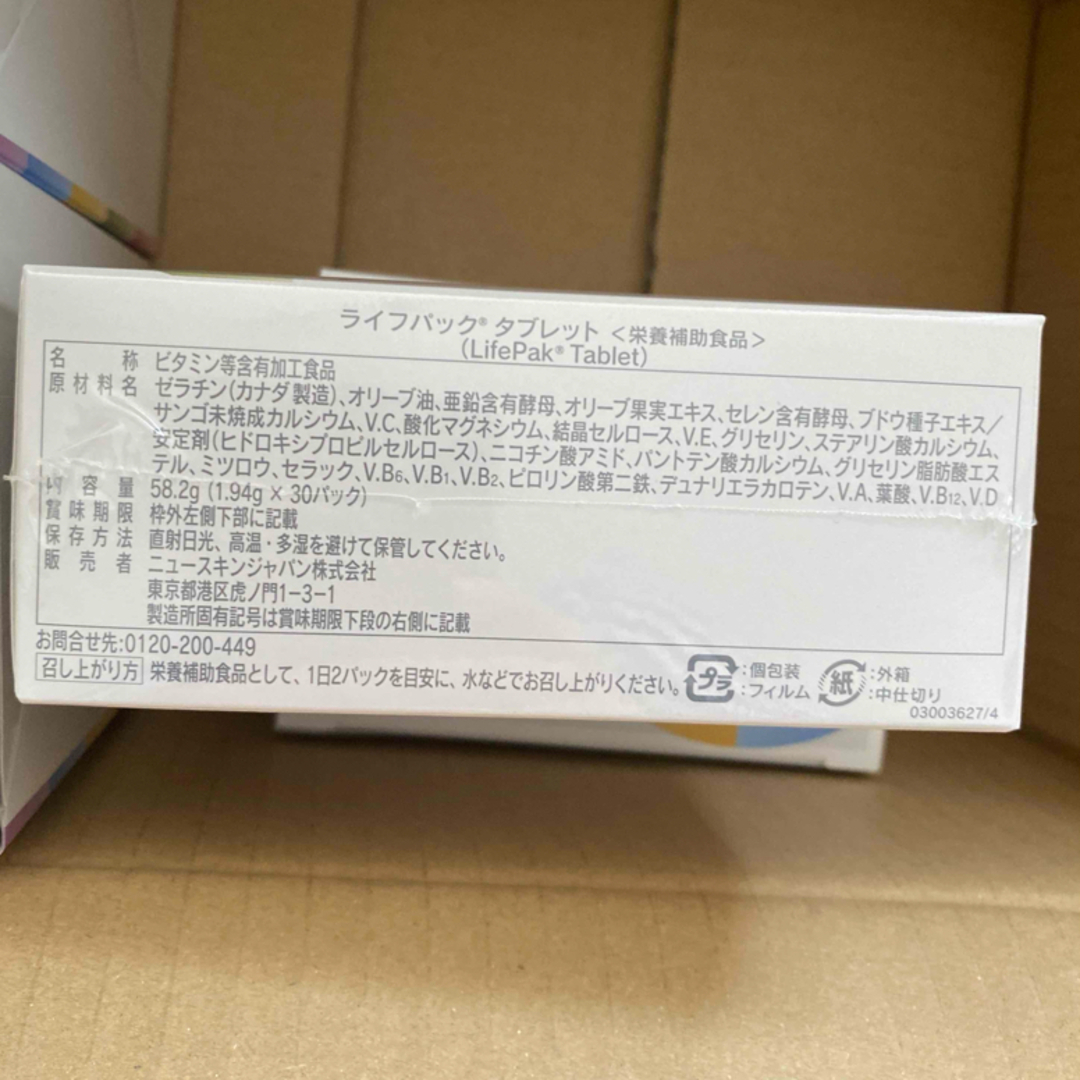 ライフパック® タブレット <栄養補助食品>
(LifePak® Tablet)
名称 ビタミン等含有加工食品
原材料名 ゼラチン(カナダ製造)、オリーブ油、亜鉛含有酵母、オリーブ果実エキス、セレン含有酵母、ブドウ種子エキス/
サンゴ未焼成カルシウム、V.C、酸化マグネシウム、結晶セルロース、V.E、グリセリン、ステアリン酸カルシウム、
安定剤(ヒドロキシプロピルセルロース)、ニコチン酸アミド、パントテン酸カルシウム、グリセリン脂肪酸エス
テル、ミツロウ、セラック、V.B6、V.B1、V.B2、ピロリン酸第二鉄、デュナリエラカロテン、V.A、葉酸、V.B12、V.D
内容量 58.2g (1.94g × 30パック)
賞味期限 枠外左側下部に記載
保存方法 直射日光、高温・多湿を避けて保管してください。
販売者 ニュースキンジャパン株式会社
東京都港区虎ノ門1-3-1
製造所固有記号は賞味期限下段の右側に記載
お問合せ先:0120-200-449
召し上がり方 栄養補助食品として、1日2パックを目安に、水などでお召し上がりください。
プラ :個包装
:フィルム
紙 :外箱
:中仕切り
03003627/4